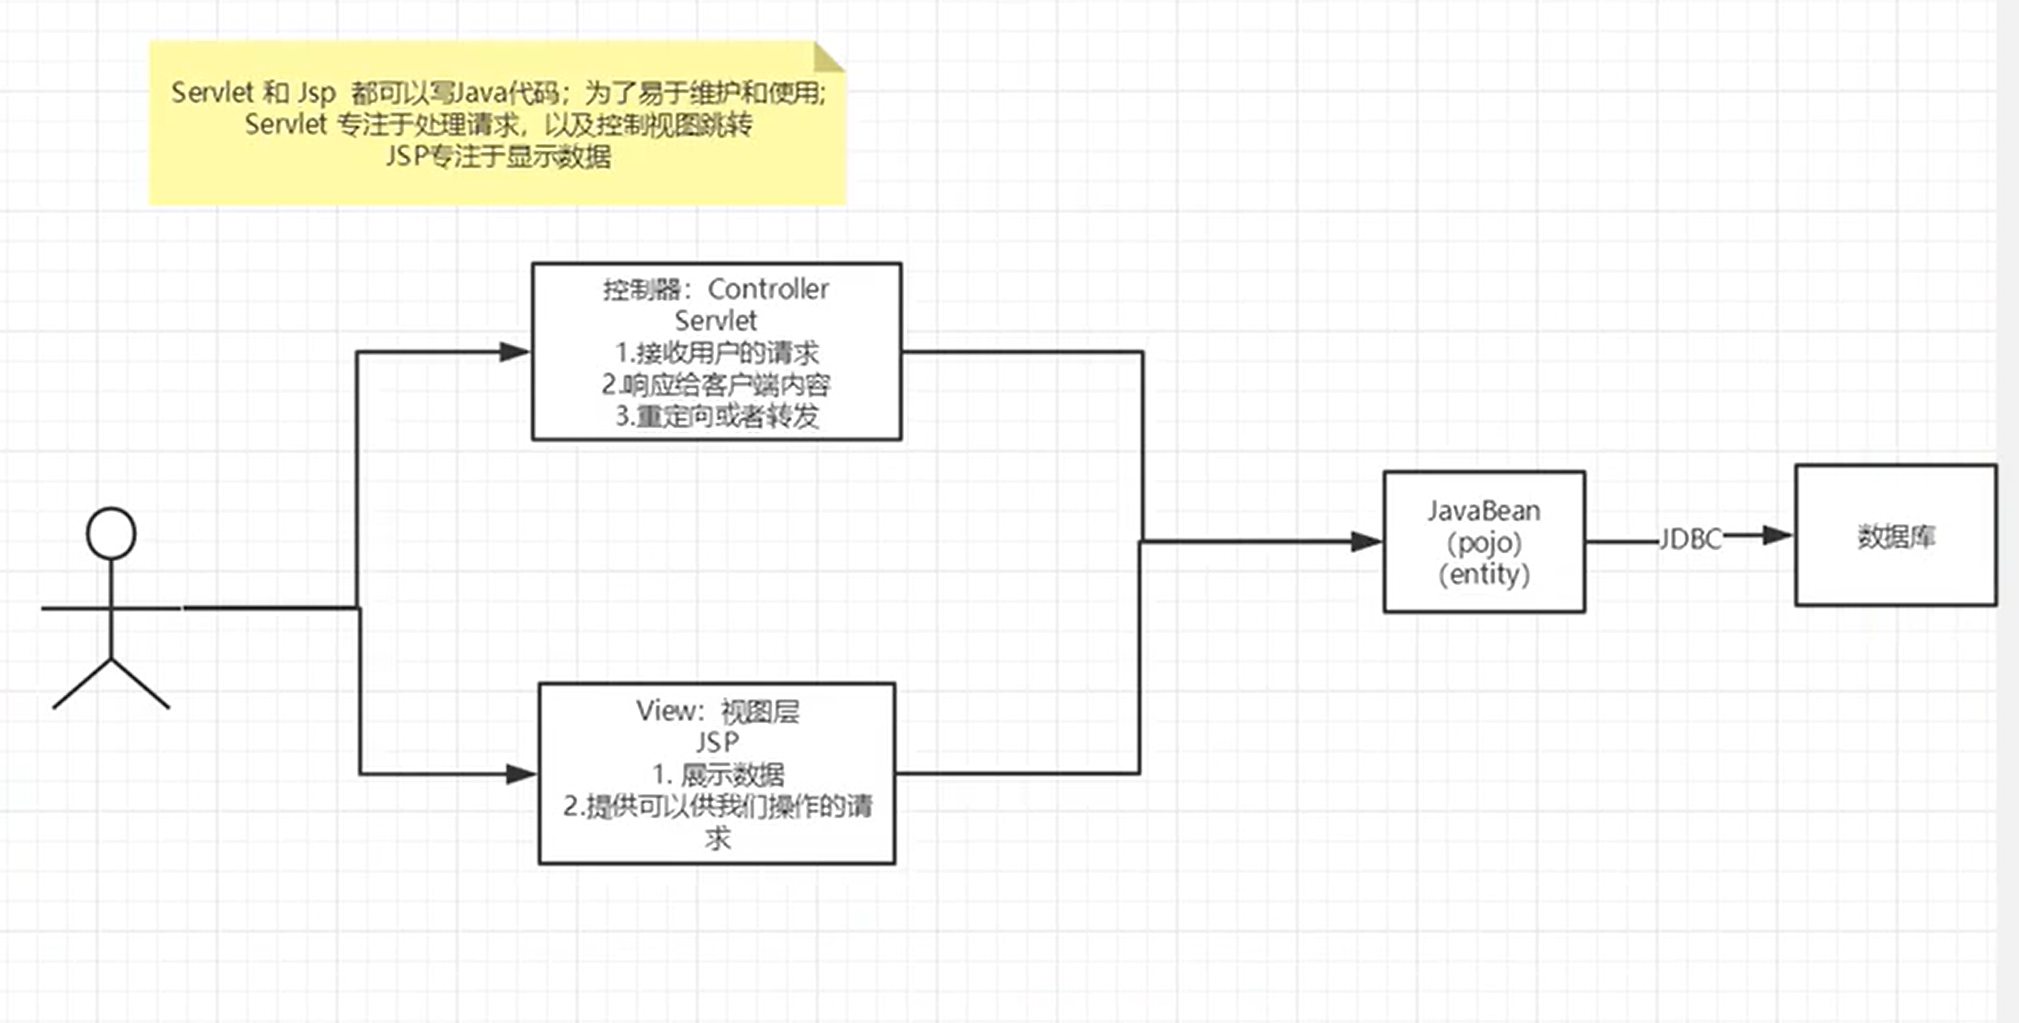 Servlet 和 Jsp  都可以写Java代码；为了易于维护和使用;
Servlet 专注于处理请求，以及控制视图跳转
JSP专注于显示数据
控制器：Controller
Servlet
1.接收用户的请求
2.响应给客户端内容
3.重定向或者转发
JavaBean
(pojo)
(entity)
JDBC
数据库
View：视图层
JSP
1. 展示数据
2.提供可以供我们操作的请
求